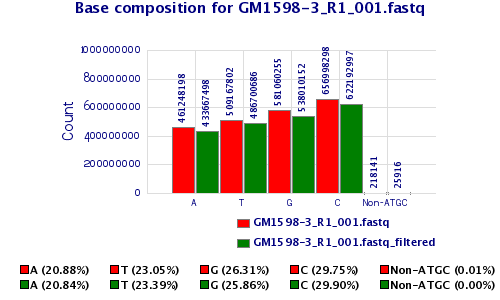 Base composition for GM1598-3_R1_001.fastq
Count
1000000000
800000000
600000000
400000000
200000000
0
461248198
433667498
509167802
486700686
581060255
538010152
656998298
622192997
218141
25916
A T G C Non-ATGC
GM1598-3_R1_001.fastq
GM1598-3_R1_001.fastq_filtered
A (20.88%) T (23.05%) G (26.31%) C (29.75%) Non-ATGC (0.01%)
A (20.84%) T (23.39%) G (25.86%) C (29.90%) Non-ATGC (0.00%)